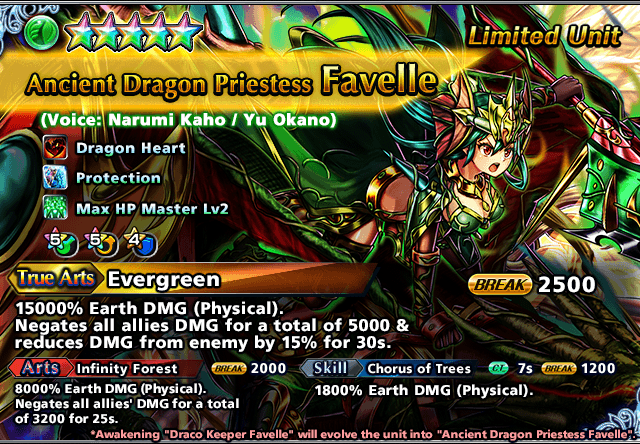 Limited Unit
Ancient Dragon Priestess Favelle
(Voice: Narumi Kaho / Yu Okano)
Dragon Heart
Protection
Max HP Master Lv2
5 5 4
True Arts Evergreen BREAK 2500
15000% Earth DMG (Physical).
Negates all allies DMG for a total of 5000 &
reduces DMG from enemy by 15% for 30s.
Arts Infinity Forest BREAK 2000
8000% Earth DMG (Physical).
Negates all allies' DMG for a total
of 3200 for 25s.
Skill Chorus of Trees C.T. 7s BREAK 1200
1800% Earth DMG (Physical).
*Awakening "Draco Keeper Favelle" will evolve the unit into "Ancient Dragon Priestess Favelle"